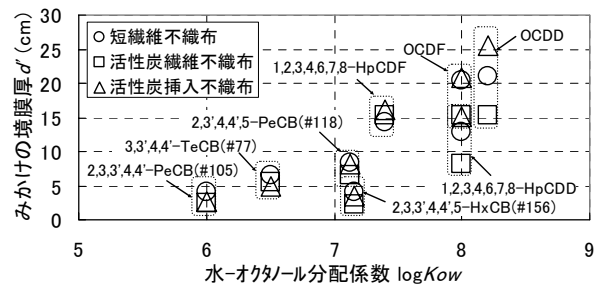 みかけの境膜厚d' (cm)
30
25
20
15
10
5
0
○短繊維不織布
□活性炭繊維不織布
△活性炭挿入不織布
OCDF
OCDD
1,2,3,4,6,7,8-HpCDF
2,3',4,4',5-PeCB(#118)
3,3',4,4'-TeCB(#77)
2,3,3',4,4'-PeCB(#105)
1,2,3,4,6,7,8-HpCDD
2,3,3',4,4',5-HxCB(#156)
5 6 7 8 9
水-オクタノール分配係数 logKow